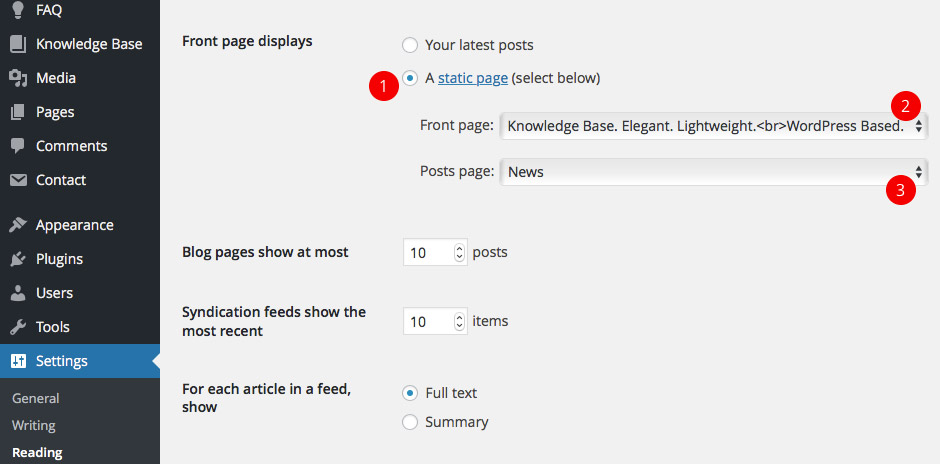 FAQ
Knowledge Base
Media
Pages
Comments
Contact
Appearance
Plugins
Users
Tools
Settings
General
Writing
Reading
Front page displays
Your latest posts
1
A static page (select below)
2
Front page: Knowledge Base. Elegant. Lightweight.<br>WordPress Based.
Posts page: News
3
Blog pages show at most
10 posts
Syndication feeds show the
most recent
10 items
For each article in a feed,
show
Full text
Summary